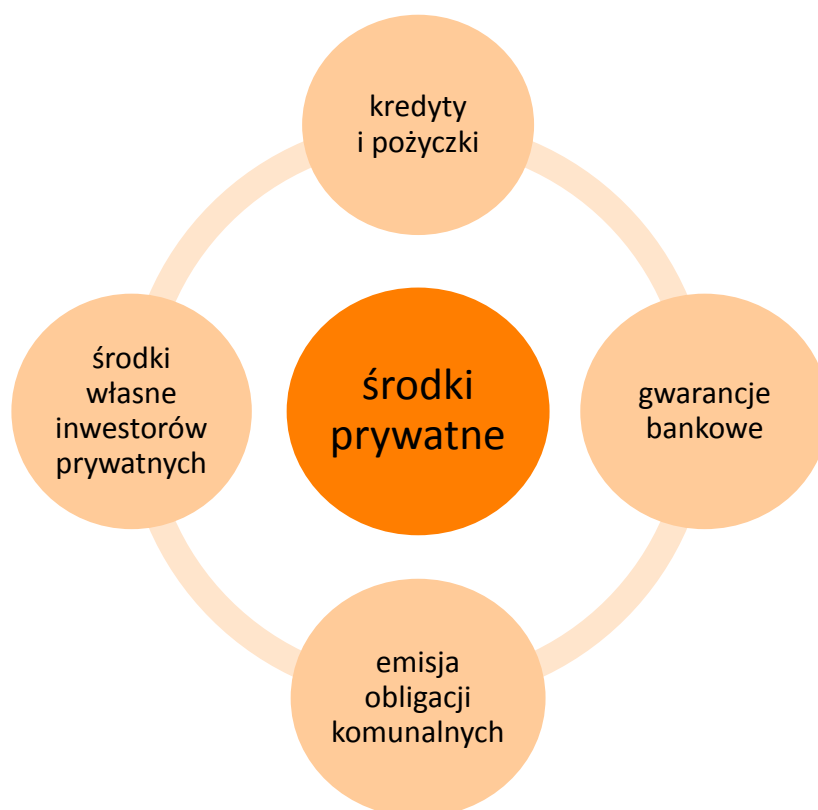 kredyty
i pożyczki
środki
własne
inwestorów
prywatnych
środki
prywatne
gwarancje
bankowe
emisja
obligacji
komunalnych